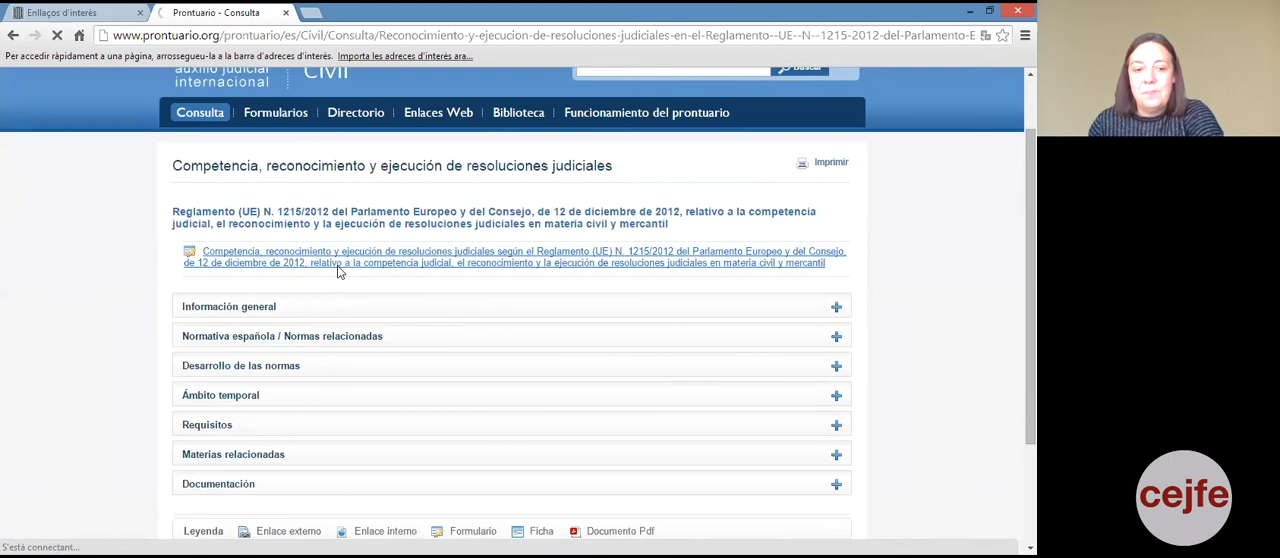 Enllaços d'interès
Prontuario - Consulta
www.prontuario.org/prontuario/es/Civil/Consulta/Reconocimiento-y-ejecucion-de-resoluciones-judiciales-en-el-Reglamento--UE--N--1215-2012-del-Parlamento-E
Per accedir ràpidament a una pàgina, arrossegueu-la a la barra d'adreces d'interès. Importa les adreces d'interès ara...
auxilio judicial
internacional
Civil
Buscar
Consulta Formularios Directorio Enlaces Web Biblioteca Funcionamiento del prontuario
Competencia, reconocimiento y ejecución de resoluciones judiciales
Imprimir
Reglamento (UE) N. 1215/2012 del Parlamento Europeo y del Consejo, de 12 de diciembre de 2012, relativo a la competencia
judicial, el reconocimiento y la ejecución de resoluciones judiciales en materia civil y mercantil
Competencia, reconocimiento y ejecución de resoluciones judiciales según el Reglamento (UE) N. 1215/2012 del Parlamento Europeo y del Consejo,
de 12 de diciembre de 2012, relativo a la competencia judicial, el reconocimiento y la ejecución de resoluciones judiciales en materia civil y mercantil
Información general
Normativa española / Normas relacionadas
Desarrollo de las normas
Ámbito temporal
Requisitos
Materias relacionadas
Documentación
Leyenda Enlace externo Enlace interno Formulario Ficha Documento Pdf
S'està connectant...
cejfe